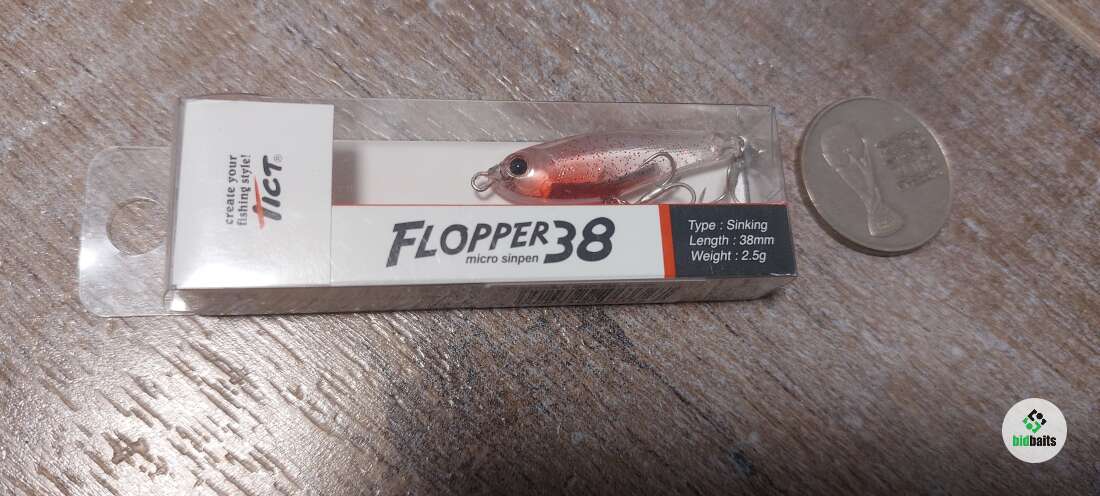 create your
fishing style!
TICT®
FLOPPER38
micro sinpen
Type : Sinking
Length : 38mm
Weight : 2.5g
bidbaits